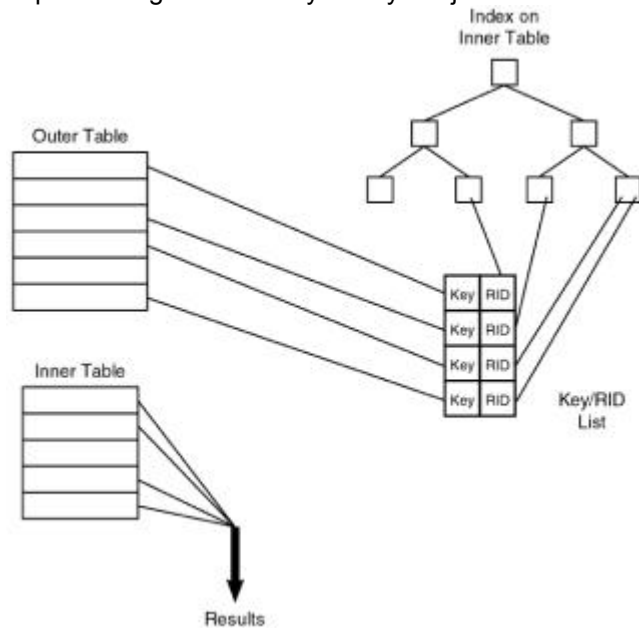 Index on
Inner Table
Outer Table
Key RID
Key RID
Key RID
Key RID
Inner Table
Key/RID
List
Results